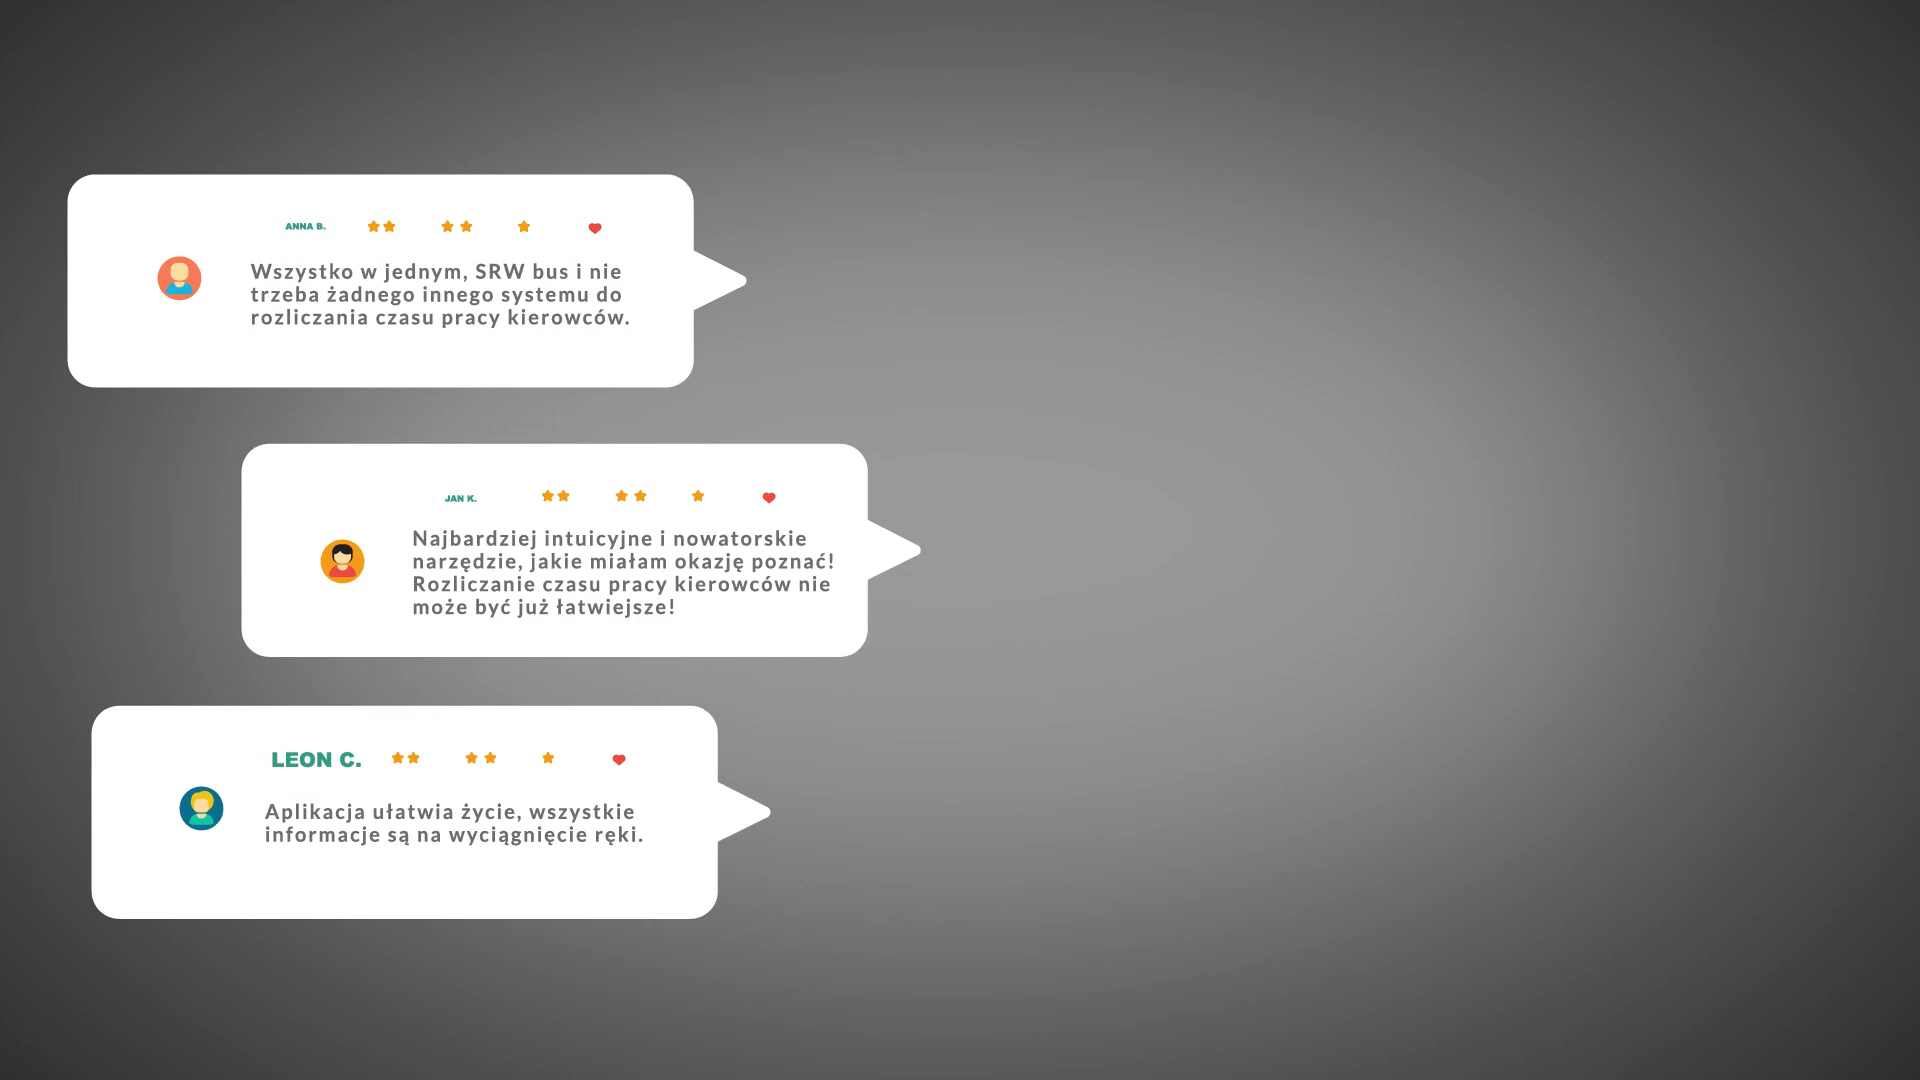 ANNA B.
Wszystko w jednym, SRW bus i nie
trzeba żadnego innego systemu do
rozliczania czasu pracy kierowców.
JAN K.
Najbardziej intuicyjne i nowatorskie
narzędzie, jakie miałam okazję poznać!
Rozliczanie czasu pracy kierowców nie
może być już łatwiejsze!
LEON C.
Aplikacja ułatwia życie, wszystkie
informacje są na wyciągnięcie ręki.